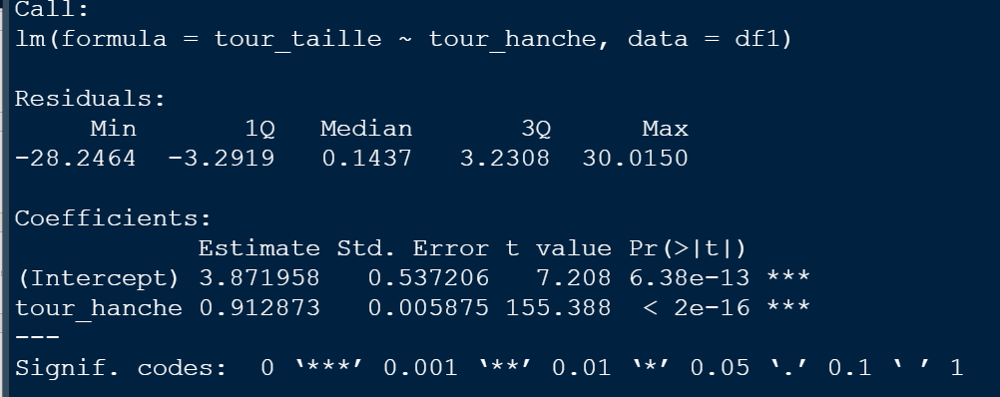 Call:
lm(formula = tour_taille ~ tour_hanche, data = df1)
Residuals:
Min 1Q Median 3Q Max
-28.2464 -3.2919 0.1437 3.2308 30.0150
Coefficients:
Estimate Std. Error t value Pr(>|t|)
(Intercept) 3.871958 0.537206 7.208 6.38e-13 ***
tour_hanche 0.912873 0.005875 155.388 < 2e-16 ***
---
Signif. codes: 0 ‘***’ 0.001 ‘**’ 0.01 ‘*’ 0.05 ‘.’ 0.1 ‘ ’ 1